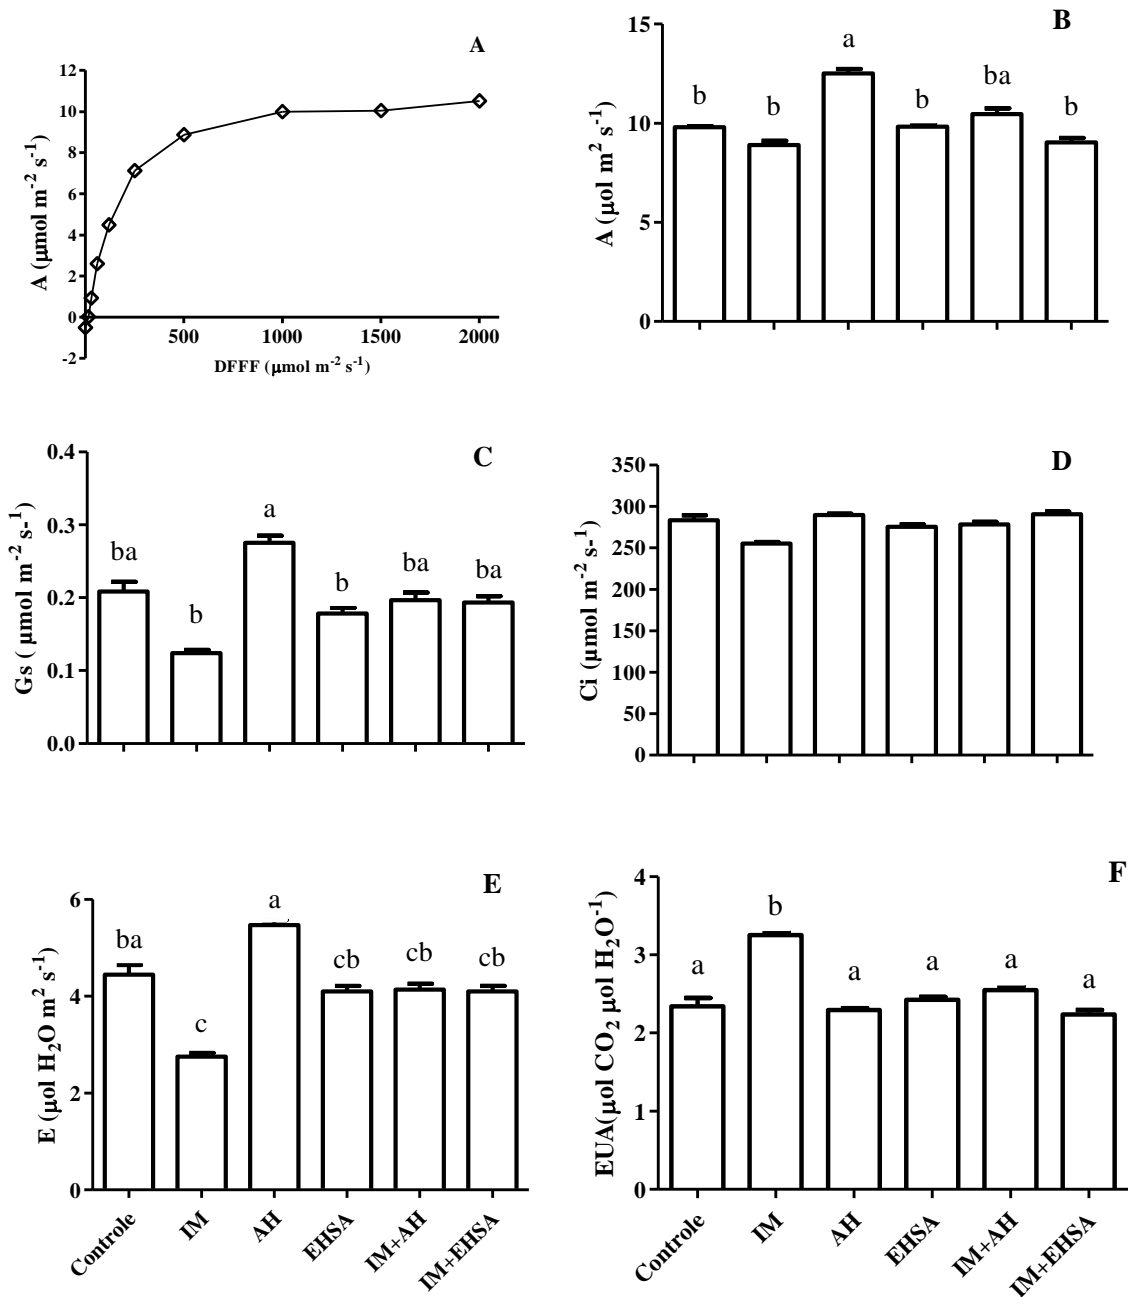 A
12
10
8
6
4
2
0
-2
500
1000
1500
2000
A (µmol m-2 s-1)
DFFF (µmol m-2 s-1)
B
15
10
5
0
A (µol m2 s-1)
b
b
a
b
ba
b
C
0.4
0.3
0.2
0.1
0.0
Gs ( µmol m-2 s-1)
ba
b
a
b
ba
ba
D
350
300
250
200
150
100
50
0
Ci (µmol m-2 s-1)
E
6
4
2
0
E (µol H2O m2 s-1)
ba
c
a
cb
cb
cb
Controle
IM
AH
EHSA
IM+AH
IM+EHSA
F
4
3
2
1
0
EUA(µol CO2 µol H2O-1)
a
b
a
a
a
a
Controle
IM
AH
EHSA
IM+AH
IM+EHSA